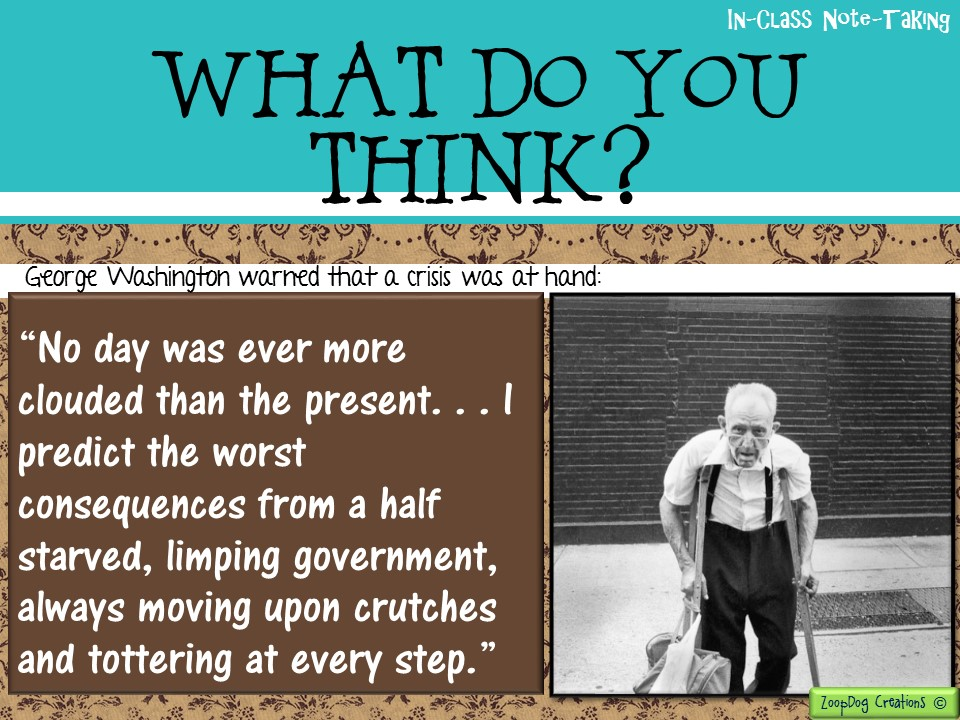 In-Class Note-Taking
WHAT DO YOU
THINK?
George Washington warned that a crisis was at hand:
“No day was ever more
clouded than the present. . . I
predict the worst
consequences from a half
starved, limping government,
always moving upon crutches
and tottering at every step.”
ZoopDog Creations ©